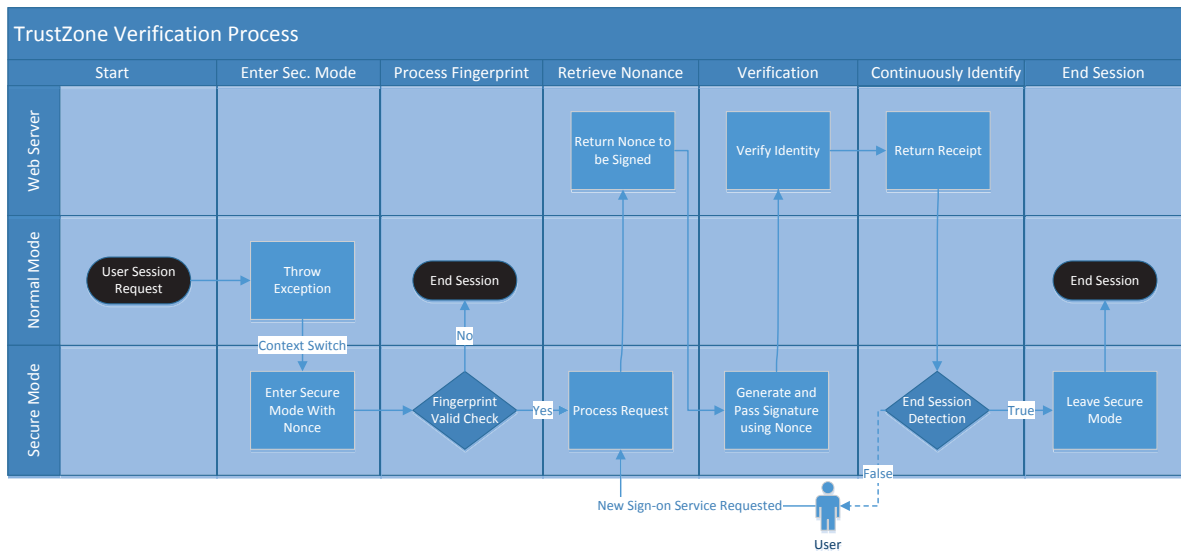 TrustZone Verification Process
Start
Enter Sec. Mode
Process Fingerprint
Retrieve Nonance
Verification
Continuously Identify
End Session
Web Server
Return Nonce to
be Signed
Verify Identity
Return Receipt
Normal Mode
User Session
Request
Throw
Exception
End Session
End Session
No
Context Switch
Secure Mode
Enter Secure
Mode With
Nonce
Fingerprint
Valid Check
Yes
Process Request
Generate and
Pass Signature
using Nonce
End Session
Detection
True
Leave Secure
Mode
False
New Sign-on Service Requested
User